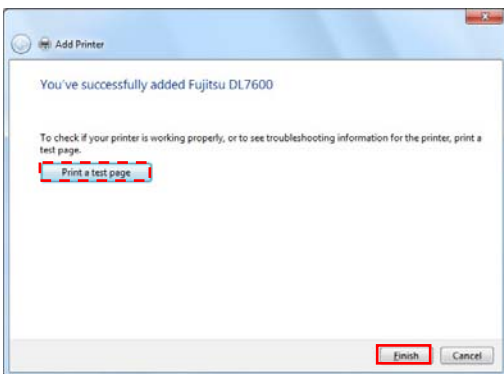 Add Printer
You've successfully added Fujitsu DL7600
To check if your printer is working properly, or to see troubleshooting information for the printer, print a
test page.
Print a test page
Finish Cancel